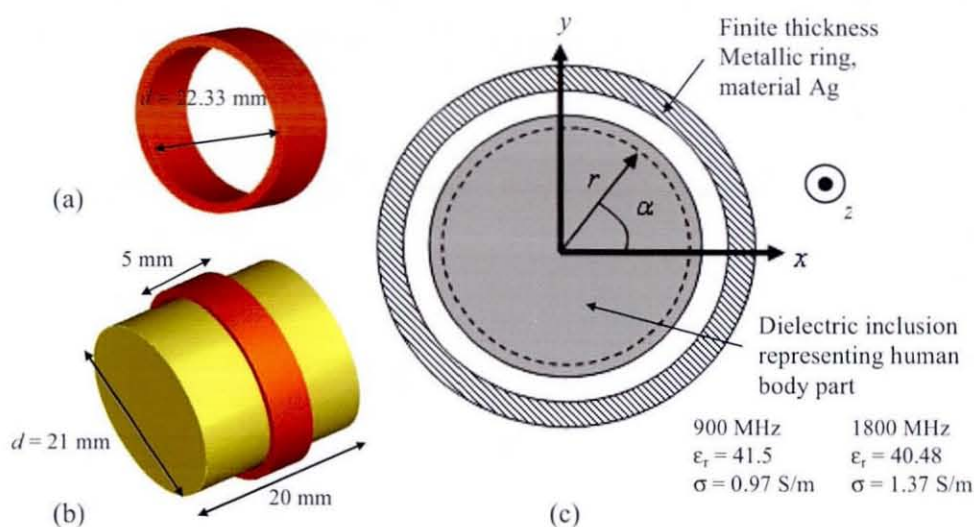 (a)
d = 22.33 mm
5 mm
d = 21 mm
20 mm
(b)
y
Finite thickness
Metallic ring,
material Ag
r
α
z
x
Dielectric inclusion
representing human
body part
900 MHz 1800 MHz
εr = 41.5 εr = 40.48
σ = 0.97 S/m σ = 1.37 S/m
(c)